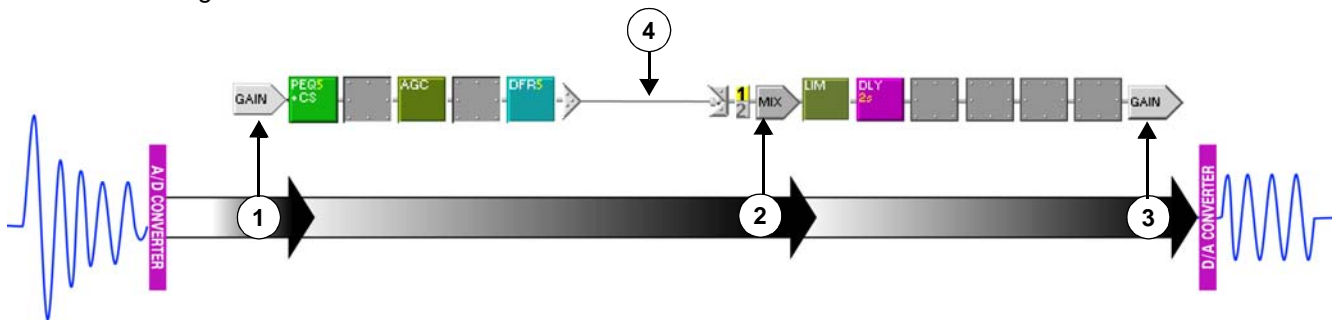 4
GAIN
PEQ5
+CS
AGC
DFR5
1
2
MIX
LIM
DLY
2s
GAIN
A/D CONVERTER
1
2
3
D/A CONVERTER